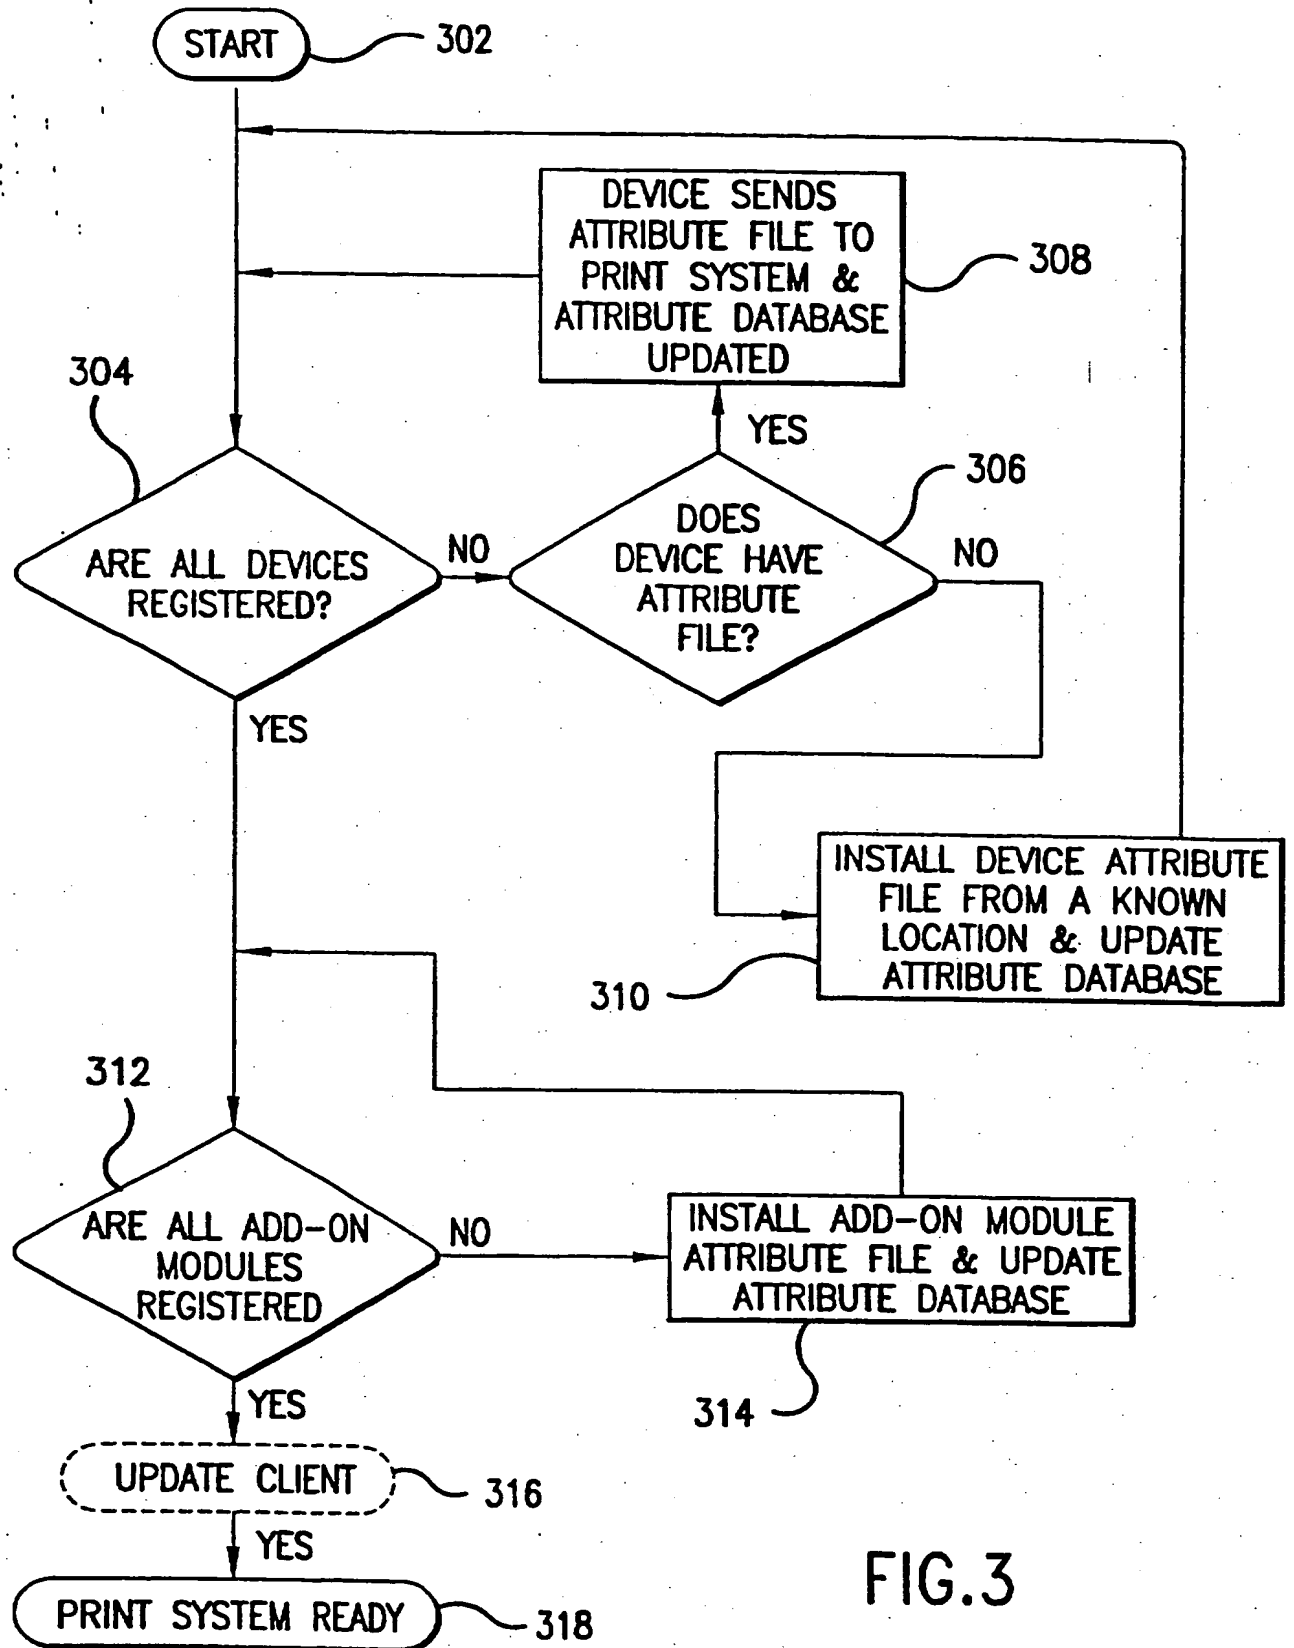 START
302
DEVICE SENDS
ATTRIBUTE FILE TO
PRINT SYSTEM &
ATTRIBUTE DATABASE
UPDATED
308
304
YES
306
ARE ALL DEVICES
REGISTERED?
NO
DOES
DEVICE HAVE
ATTRIBUTE
FILE?
NO
YES
INSTALL DEVICE ATTRIBUTE
FILE FROM A KNOWN
LOCATION & UPDATE
ATTRIBUTE DATABASE
310
312
ARE ALL ADD-ON
MODULES
REGISTERED
NO
INSTALL ADD-ON MODULE
ATTRIBUTE FILE & UPDATE
ATTRIBUTE DATABASE
314
YES
UPDATE CLIENT
316
YES
PRINT SYSTEM READY
318
FIG.3